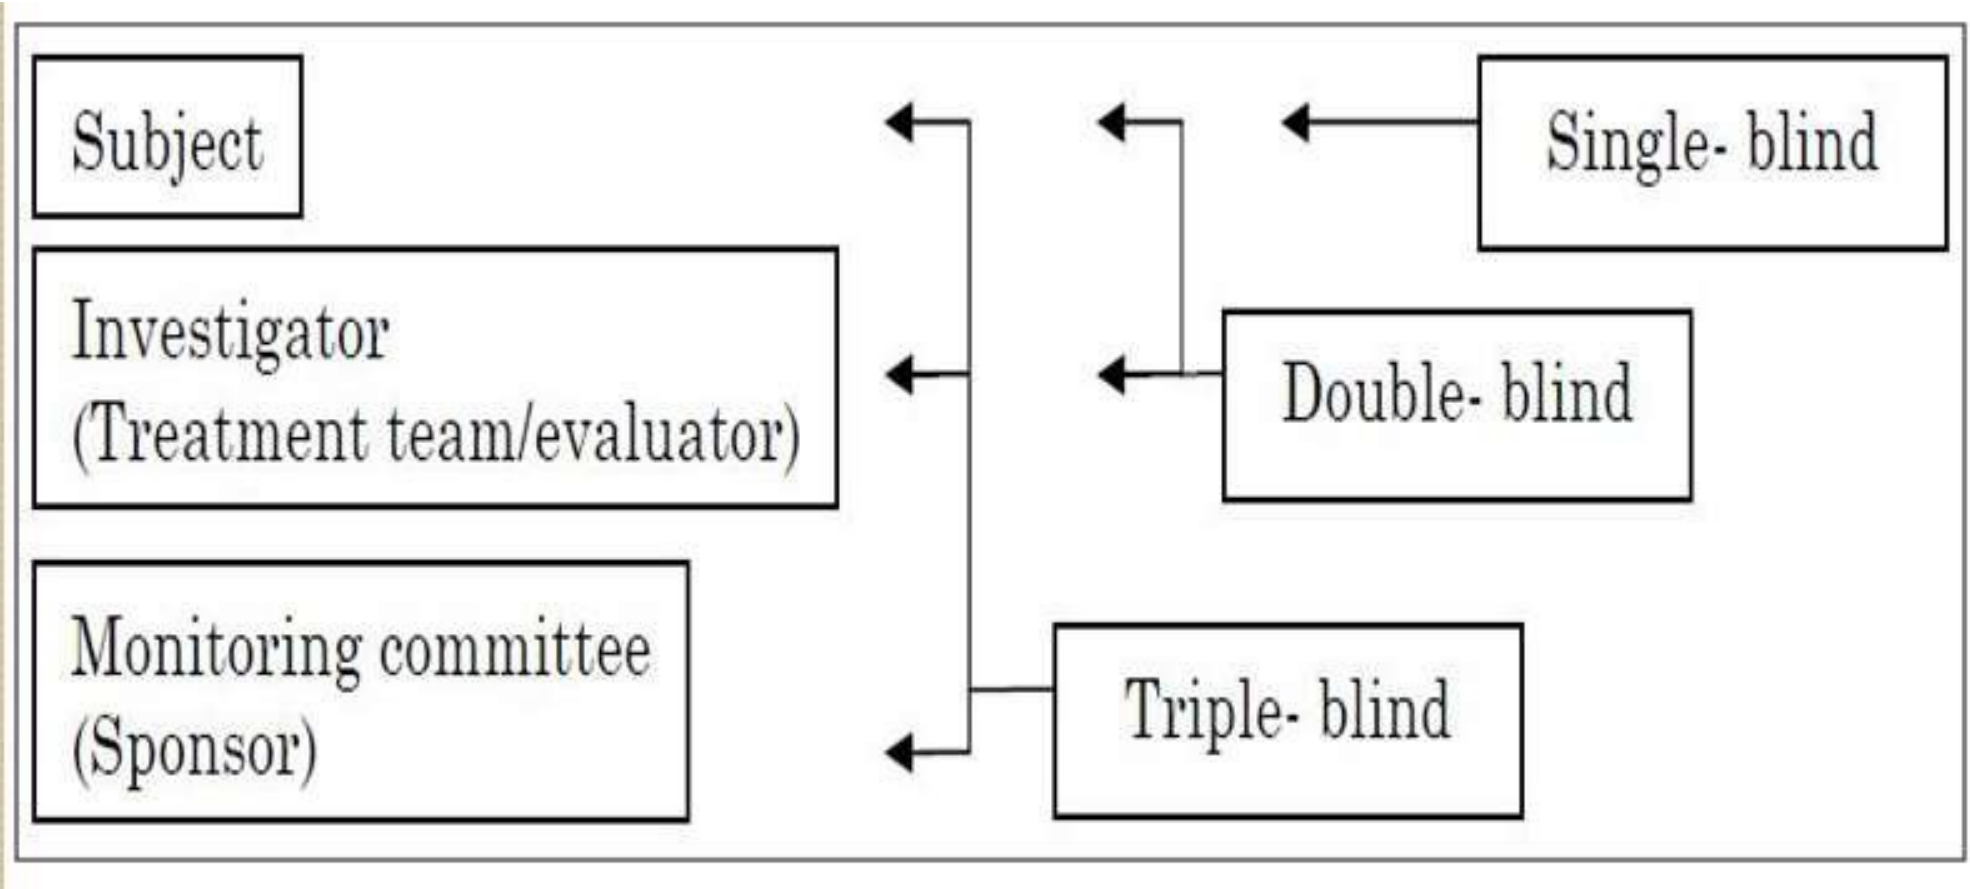 Subject
Single- blind
Investigator
(Treatment team/evaluator)
Double- blind
Monitoring committee
(Sponsor)
Triple- blind